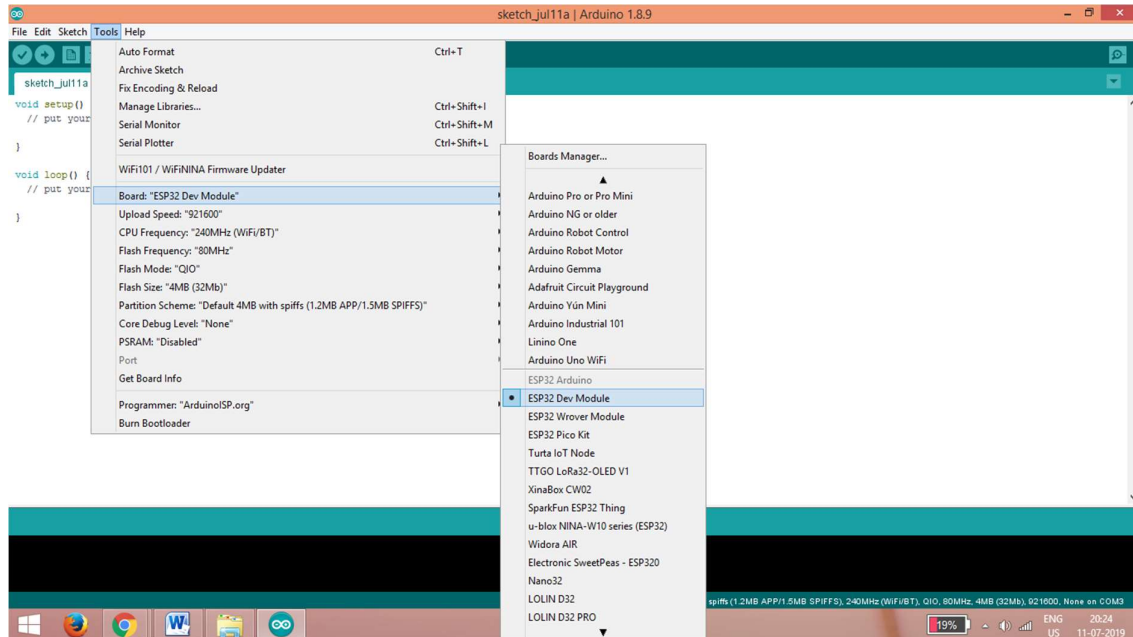 sketch_jul11a | Arduino 1.8.9
File Edit Sketch Tools Help
sketch_jul11a
void setup()
// put your
}
void loop() {
// put your
}
Auto Format Ctrl+T
Archive Sketch
Fix Encoding & Reload
Manage Libraries... Ctrl+Shift+I
Serial Monitor Ctrl+Shift+M
Serial Plotter Ctrl+Shift+L
WiFi101 / WiFiNINA Firmware Updater
Board: "ESP32 Dev Module"
Upload Speed: "921600"
CPU Frequency: "240MHz (WiFi/BT)"
Flash Frequency: "80MHz"
Flash Mode: "QIO"
Flash Size: "4MB (32Mb)"
Partition Scheme: "Default 4MB with spiffs (1.2MB APP/1.5MB SPIFFS)"
Core Debug Level: "None"
PSRAM: "Disabled"
Port
Get Board Info
Programmer: "ArduinoISP.org"
Burn Bootloader
Boards Manager...
Arduino Pro or Pro Mini
Arduino NG or older
Arduino Robot Control
Arduino Robot Motor
Arduino Gemma
Adafruit Circuit Playground
Arduino Yún Mini
Arduino Industrial 101
Linino One
Arduino Uno WiFi
ESP32 Arduino
ESP32 Dev Module
ESP32 Wrover Module
ESP32 Pico Kit
Turta IoT Node
TTGO LoRa32-OLED V1
XinaBox CW02
SparkFun ESP32 Thing
u-blox NINA-W10 series (ESP32)
Widora AIR
Electronic SweetPeas - ESP320
Nano32
LOLIN D32
LOLIN D32 PRO
spiffs (1.2MB APP/1.5MB SPIFFS), 240MHz (WiFi/BT), QIO, 80MHz, 4MB (32Mb), 921600, None on COM3
19%
ENG
US
20:24
11-07-2019